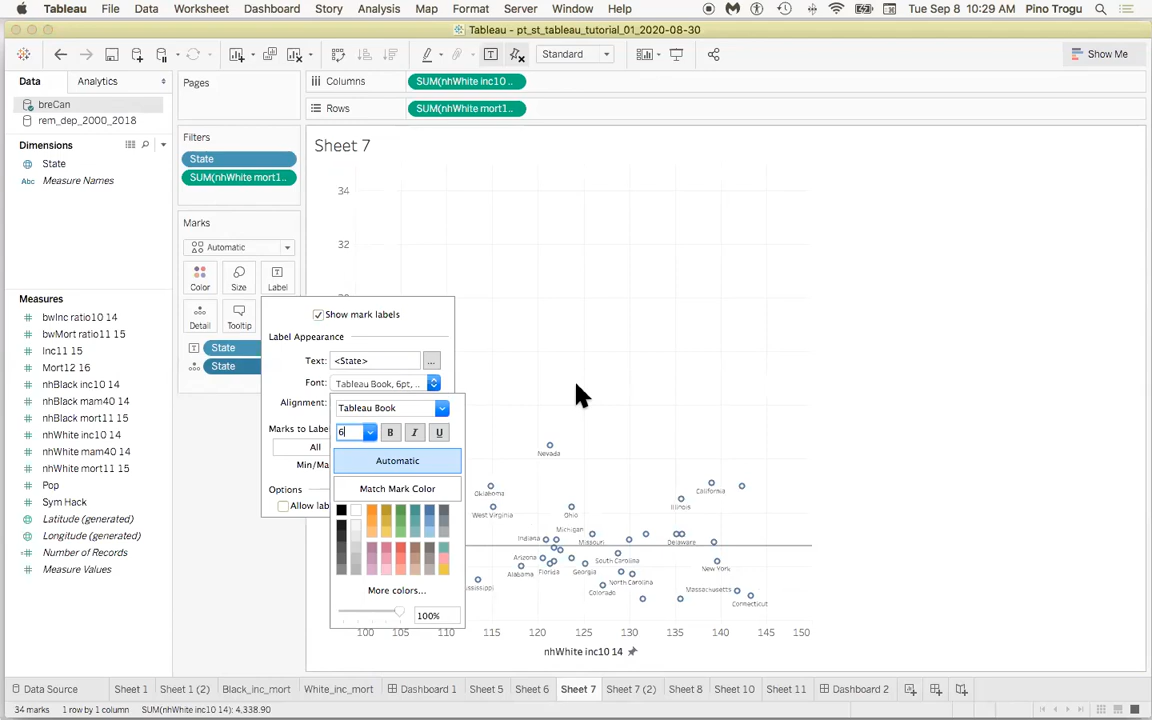 Tableau File Data Worksheet Dashboard Story Analysis Map Format Server Window Help Tue Sep 8 10:29 AM Pino Trogu
Tableau - pt_st_tableau_tutorial_01_2020-08-30
Standard Show Me
Data Analytics
breCan
rem_dep_2000_2018
Dimensions
State
Abc Measure Names
Measures
bwInc ratio10 14
bwMort ratio11 15
Inc11 15
Mort12 16
nhBlack inc10 14
nhBlack mam40 14
nhBlack mort11 15
nhWhite inc10 14
nhWhite mam40 14
nhWhite mort11 15
Pop
Sym Hack
Latitude (generated)
Longitude (generated)
Number of Records
Measure Values
Pages
Filters
State
SUM(nhWhite mort1..
Marks
Automatic
Color Size Label
Detail Tooltip
State
State
Columns SUM(nhWhite inc10 ..
Rows SUM(nhWhite mort1..
Sheet 7
34
32
Show mark labels
Label Appearance
Text: <State> ...
Font: Tableau Book, 6pt, ..
Alignment:
Marks to Labe
All
Min/Ma
Options
Allow lab
Tableau Book
6 B I U
Automatic
Match Mark Color
More colors...
100%
Nevada
Oklahoma
California
West Virginia
Ohio
Illinois
Michigan
Indiana
Missouri
Delaware
Arizona
South Carolina
Alabama
Florida
Georgia
New York
North Carolina
ssissippi
Colorado
Massachusetts
Connecticut
100 105 110 115 120 125 130 135 140 145 150
nhWhite inc10 14
Data Source Sheet 1 Sheet 1 (2) Black_inc_mort White_inc_mort Dashboard 1 Sheet 5 Sheet 6 Sheet 7 Sheet 7 (2) Sheet 8 Sheet 10 Sheet 11 Dashboard 2
34 marks 1 row by 1 column SUM(nhWhite inc10 14): 4,338.90